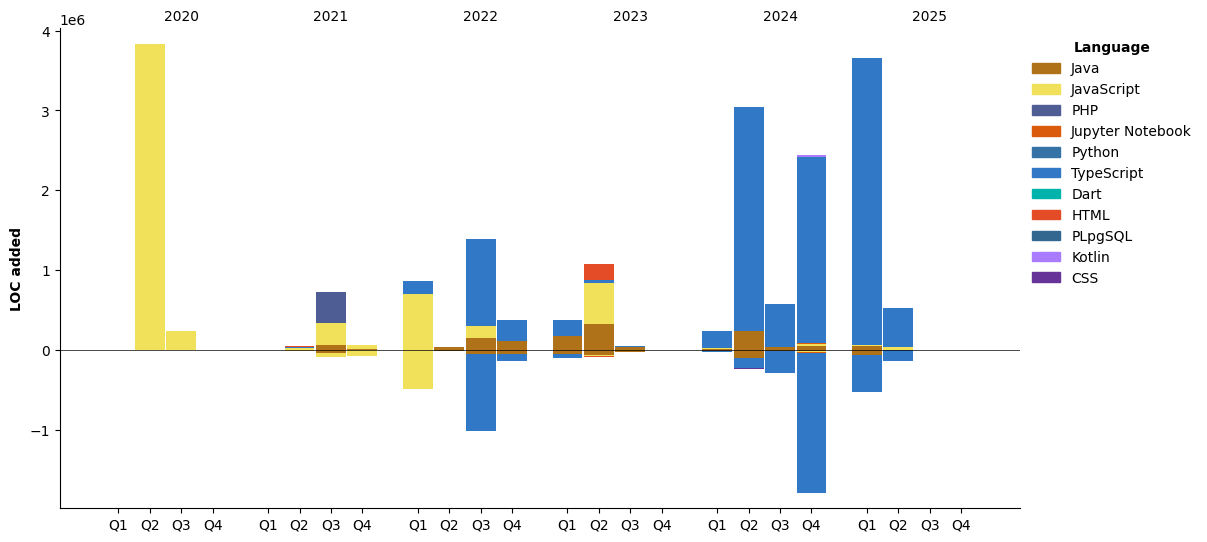 1e6
2020 2021 2022 2023 2024 2025
4
3
2
1
0
−1
LOC added
Q1 Q2 Q3 Q4 Q1 Q2 Q3 Q4 Q1 Q2 Q3 Q4 Q1 Q2 Q3 Q4 Q1 Q2 Q3 Q4 Q1 Q2 Q3 Q4
Language
Java
JavaScript
PHP
Jupyter Notebook
Python
TypeScript
Dart
HTML
PLpgSQL
Kotlin
CSS